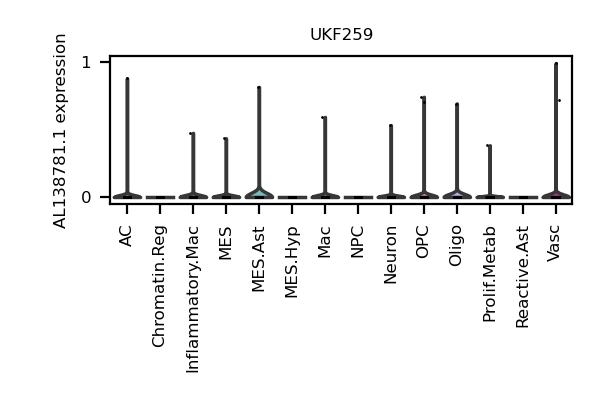 UKF259
AL138781.1 expression
1
0
AC
Chromatin.Reg
Inflammatory.Mac
MES
MES.Ast
MES.Hyp
Mac
NPC
Neuron
OPC
Oligo
Prolif.Metab
Reactive.Ast
Vasc